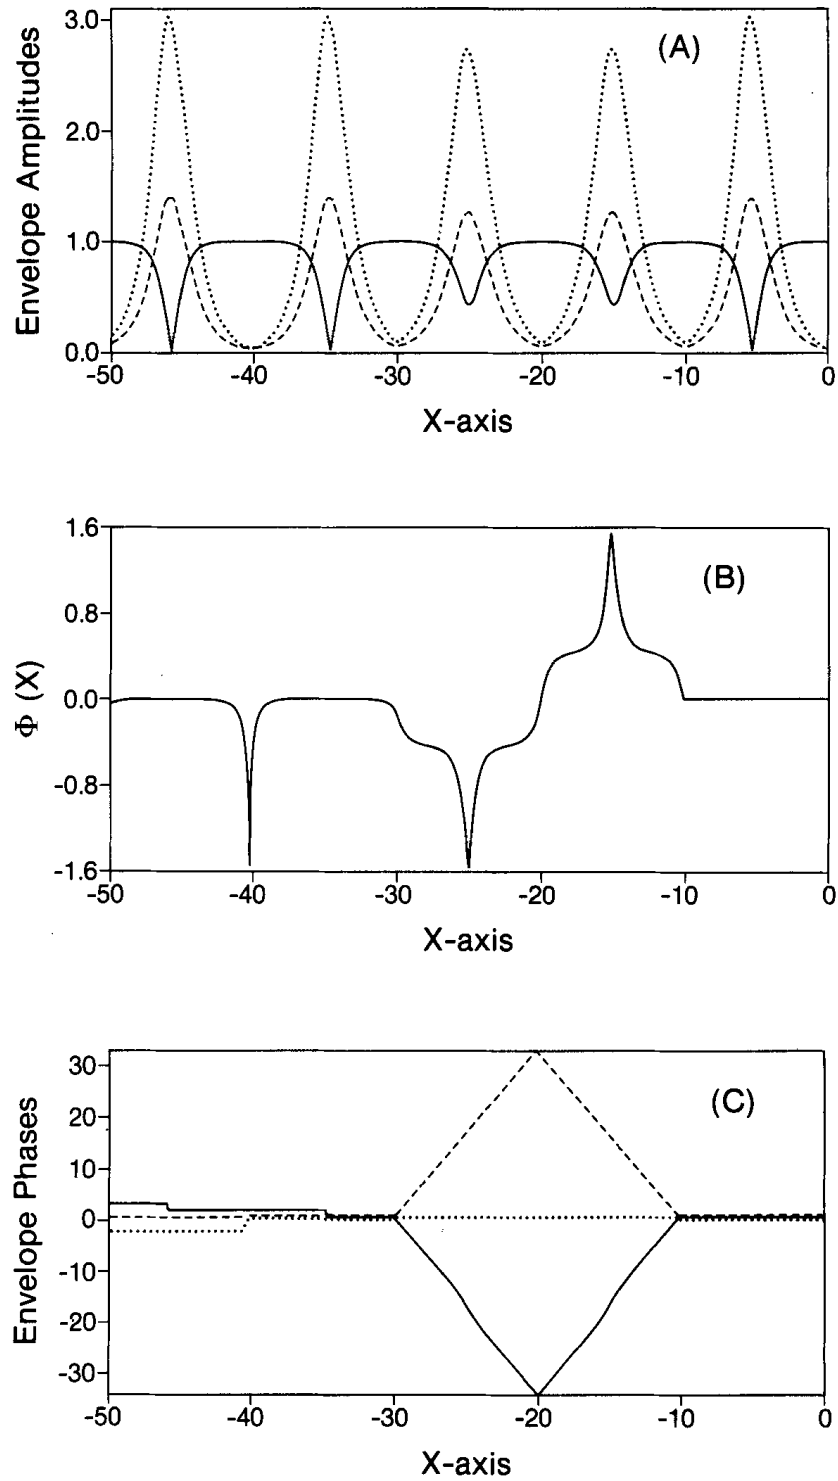 (A)
Envelope Amplitudes
3.0
2.0
1.0
0.0
-50 -40 -30 -20 -10 0
X-axis
(B)
Φ (X)
1.6
0.8
0.0
-0.8
-1.6
-50 -40 -30 -20 -10 0
X-axis
(C)
Envelope Phases
30
20
10
0
-10
-20
-30
-50 -40 -30 -20 -10 0
X-axis